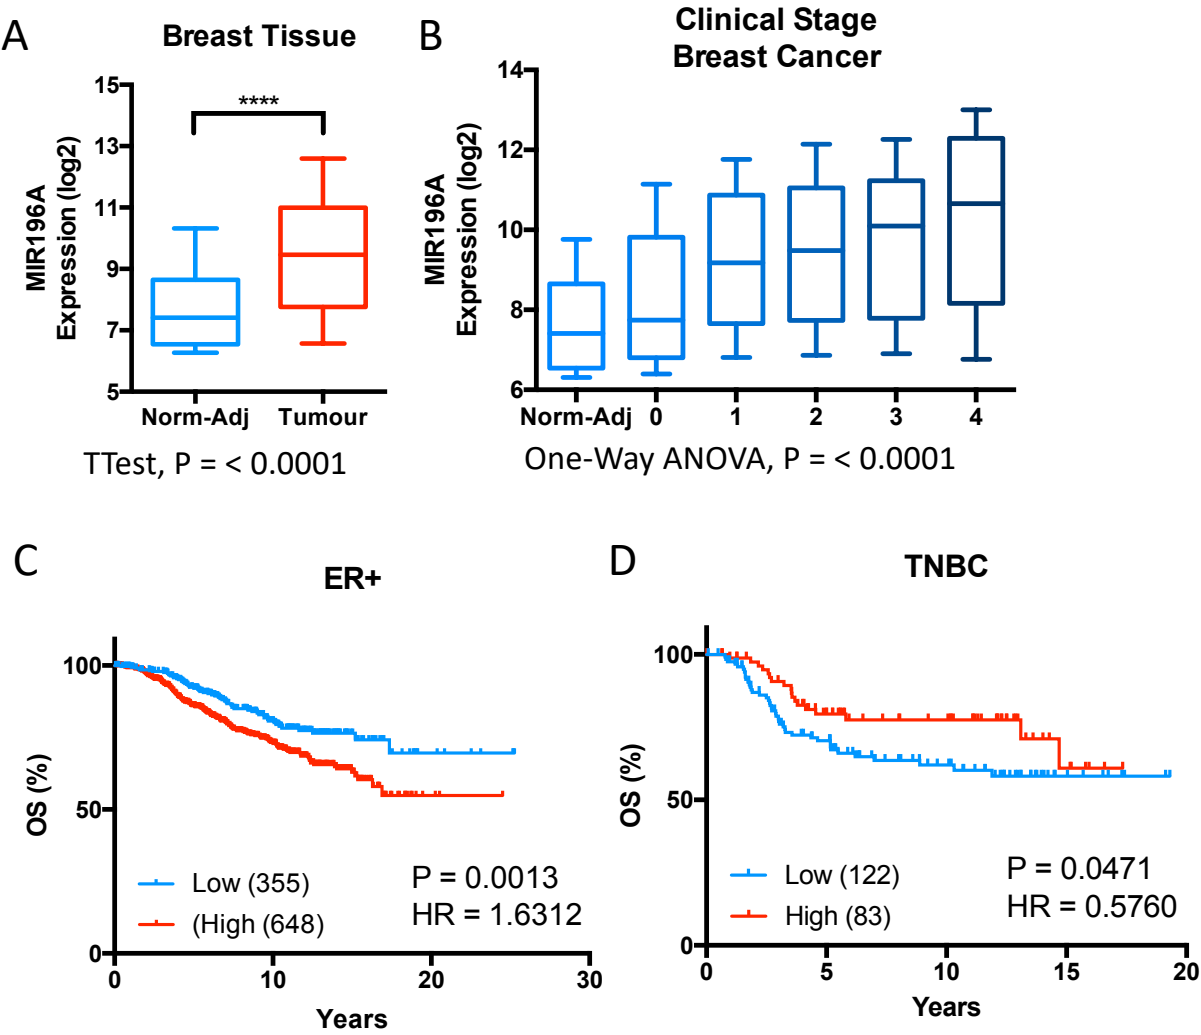 A
Breast Tissue
MIR196A
Expression (log2)
15
13
11
9
7
5
****
Norm-Adj
Tumour
TTest, P = < 0.0001
B
Clinical Stage
Breast Cancer
MIR196A
Expression (log2)
14
12
10
8
6
Norm-Adj
0
1
2
3
4
One-Way ANOVA, P = < 0.0001
C
ER+
OS (%)
100
50
0
Low (355)
(High (648)
P = 0.0013
HR = 1.6312
0
10
20
30
Years
D
TNBC
OS (%)
100
50
0
Low (122)
High (83)
P = 0.0471
HR = 0.5760
0
5
10
15
20
Years